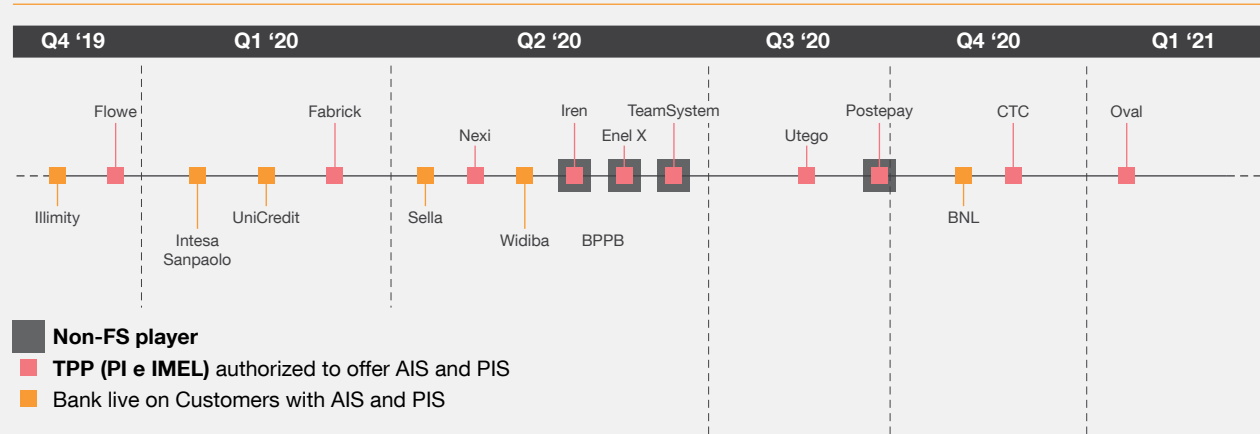 Q4 ‘19 Q1 ‘20 Q2 ‘20 Q3 ‘20 Q4 ‘20 Q1 ‘21
Flowe Fabrick Iren TeamSystem Postepay CTC Oval
Nexi Enel X Utego
Illimity UniCredit Sella BNL
Intesa Widiba BPPB
Sanpaolo
Non-FS player
TPP (PI e IMEL) authorized to offer AIS and PIS
Bank live on Customers with AIS and PIS